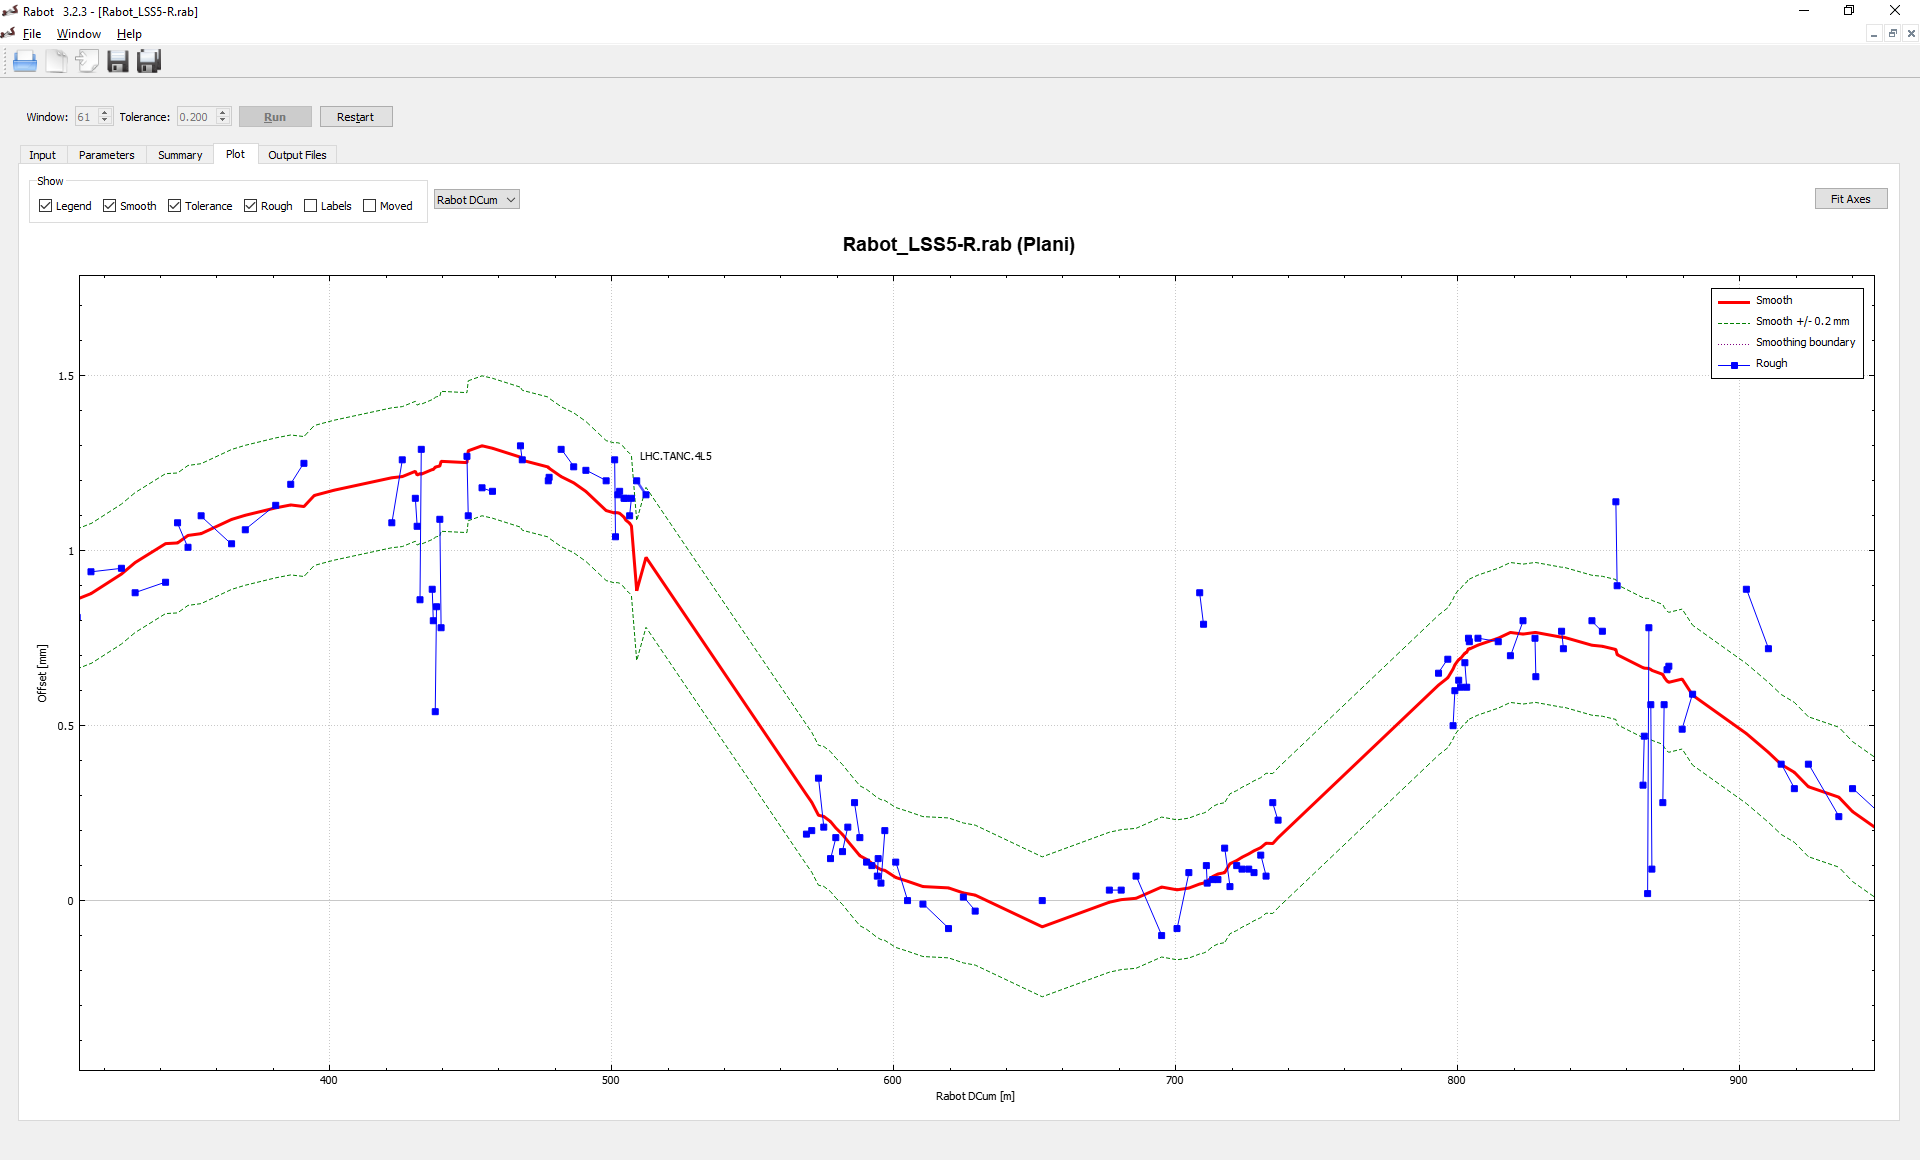 Rabot 3.2.3 - [Rabot_LSS5-R.rab]
File Window Help
Window: 61 Tolerance: 0.200 Run Restart
Input Parameters Summary Plot Output Files
Show
Legend Smooth Tolerance Rough Labels Moved Rabot DCum Fit Axes
Rabot_LSS5-R.rab (Plani)
Smooth
Smooth +/- 0.2 mm
Smoothing boundary
Rough
1.5
LHC.TANC.4L5
1
Offset [mm]
0.5
0
400 500 600 700 800 900
Rabot DCum [m]